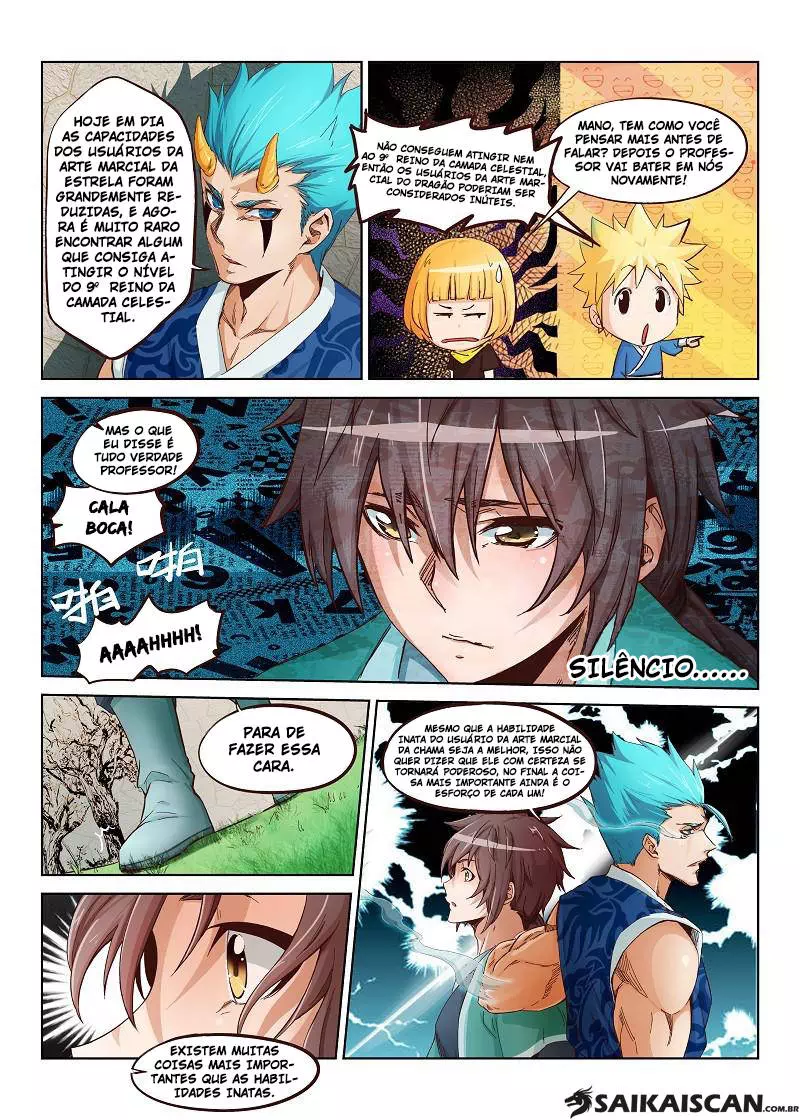 HOJE EM DIA
AS CAPACIDADES
DOS USUÁRIOS DA
ARTE MARCIAL DA
ESTRELA FORAM
GRANDEMENTE RE-
DUZIDAS, E AGO-
RA É MUITO RARO
ENCONTRAR ALGUM
QUE CONSIGA A-
TINGIR O NÍVEL
DO 9º REINO DA
CAMADA CELES-
TIAL.
NÃO CONSEGUEM ATINGIR NEM
AO 9º REINO DA CAMADA CELESTIAL,
ENTÃO OS USUÁRIOS DA ARTE MAR-
CIAL DO DRAGÃO PODERIAM SER
CONSIDERADOS INÚTEIS.
MANO, TEM COMO VOCÊ
PENSAR MAIS ANTES DE
FALAR? DEPOIS O PROFES-
SOR VAI BATER EM NÓS
NOVAMENTE!
MAS O QUE
EU DISSE É
TUDO VERDADE
PROFESSOR!
CALA
BOCA!
啪
啪
AAAAHHHH!
SILÊNCIO......
PARA DE
FAZER ESSA
CARA.
MESMO QUE A HABILIDADE
INATA DO USUÁRIO DA ARTE MARCIAL
DA CHAMA SEJA A MELHOR, ISSO NÃO
QUER DIZER QUE ELE COM CERTEZA SE
TORNARÁ PODEROSO, NO FINAL A COI-
SA MAIS IMPORTANTE AINDA É O
ESFORÇO DE CADA UM!
EXISTEM MUITAS
COISAS MAIS IMPOR-
TANTES QUE AS HABI-
LIDADES INATAS.
SAIKAISCAN.COM.BR